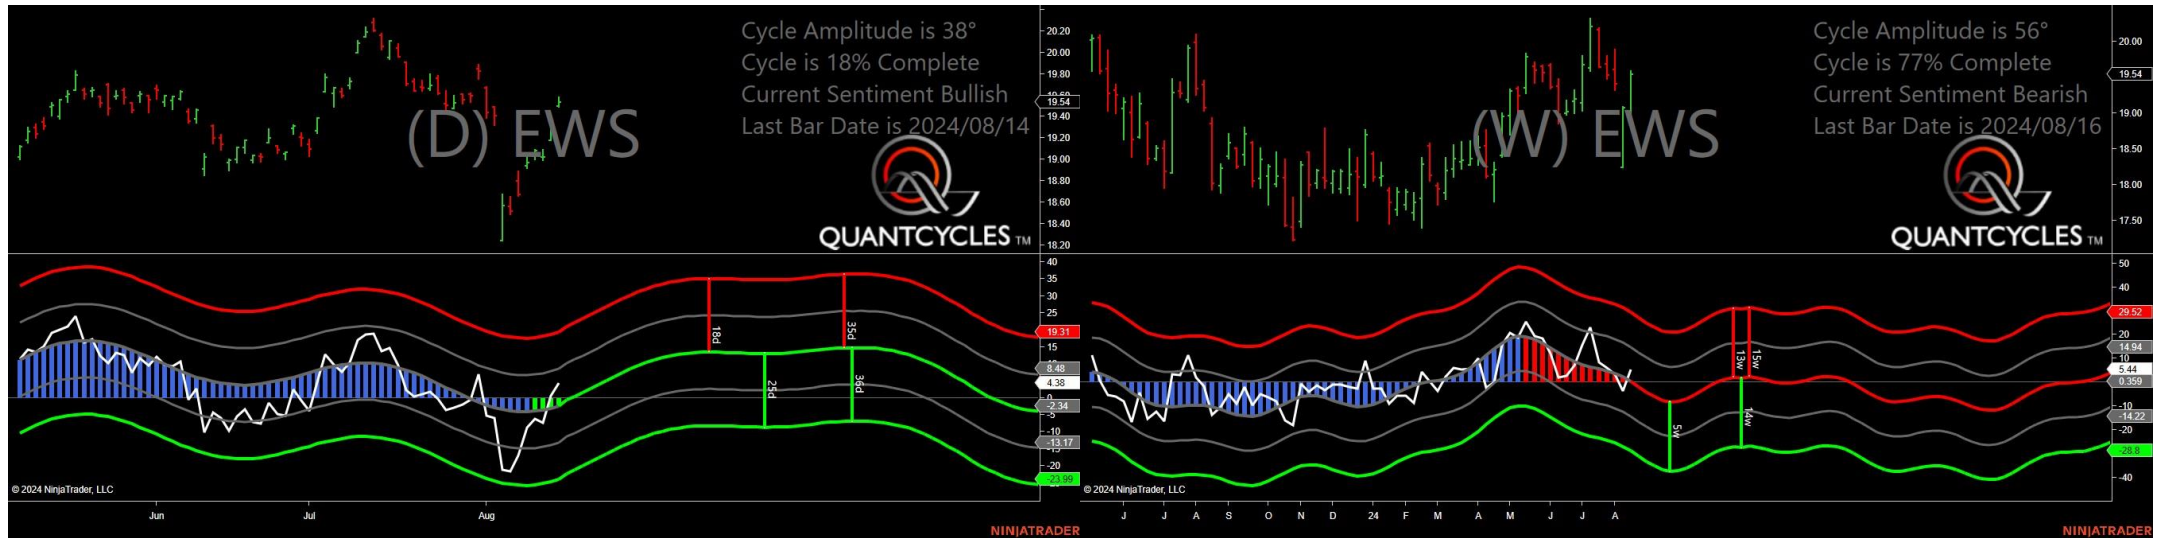 Cycle Amplitude is 38°
Cycle is 18% Complete
Current Sentiment Bullish
Last Bar Date is 2024/08/14
(D) EWS
QUANTCYCLES TM
20.20
20.00
19.80
19.60
19.54
19.40
19.20
19.00
18.80
18.60
18.40
18.20
40
35
30
25
19.31
15
8.48
4.38
0
-2.34
-5
-10
-13.17
-20
-23.99
18d
25d
35d
36d
© 2024 NinjaTrader, LLC
Jun
Jul
Aug
NINJATRADER
Cycle Amplitude is 56°
Cycle is 77% Complete
Current Sentiment Bearish
Last Bar Date is 2024/08/16
(W) EWS
QUANTCYCLES TM
20.00
19.54
19.00
18.50
18.00
17.50
50
40
29.52
20
14.94
10
5.44
0.359
-10
-14.22
-20
-28.8
-40
5w
13w
14w
15w
© 2024 NinjaTrader, LLC
J
J
A
S
O
N
D
24
F
M
A
M
J
J
A
NINJATRADER